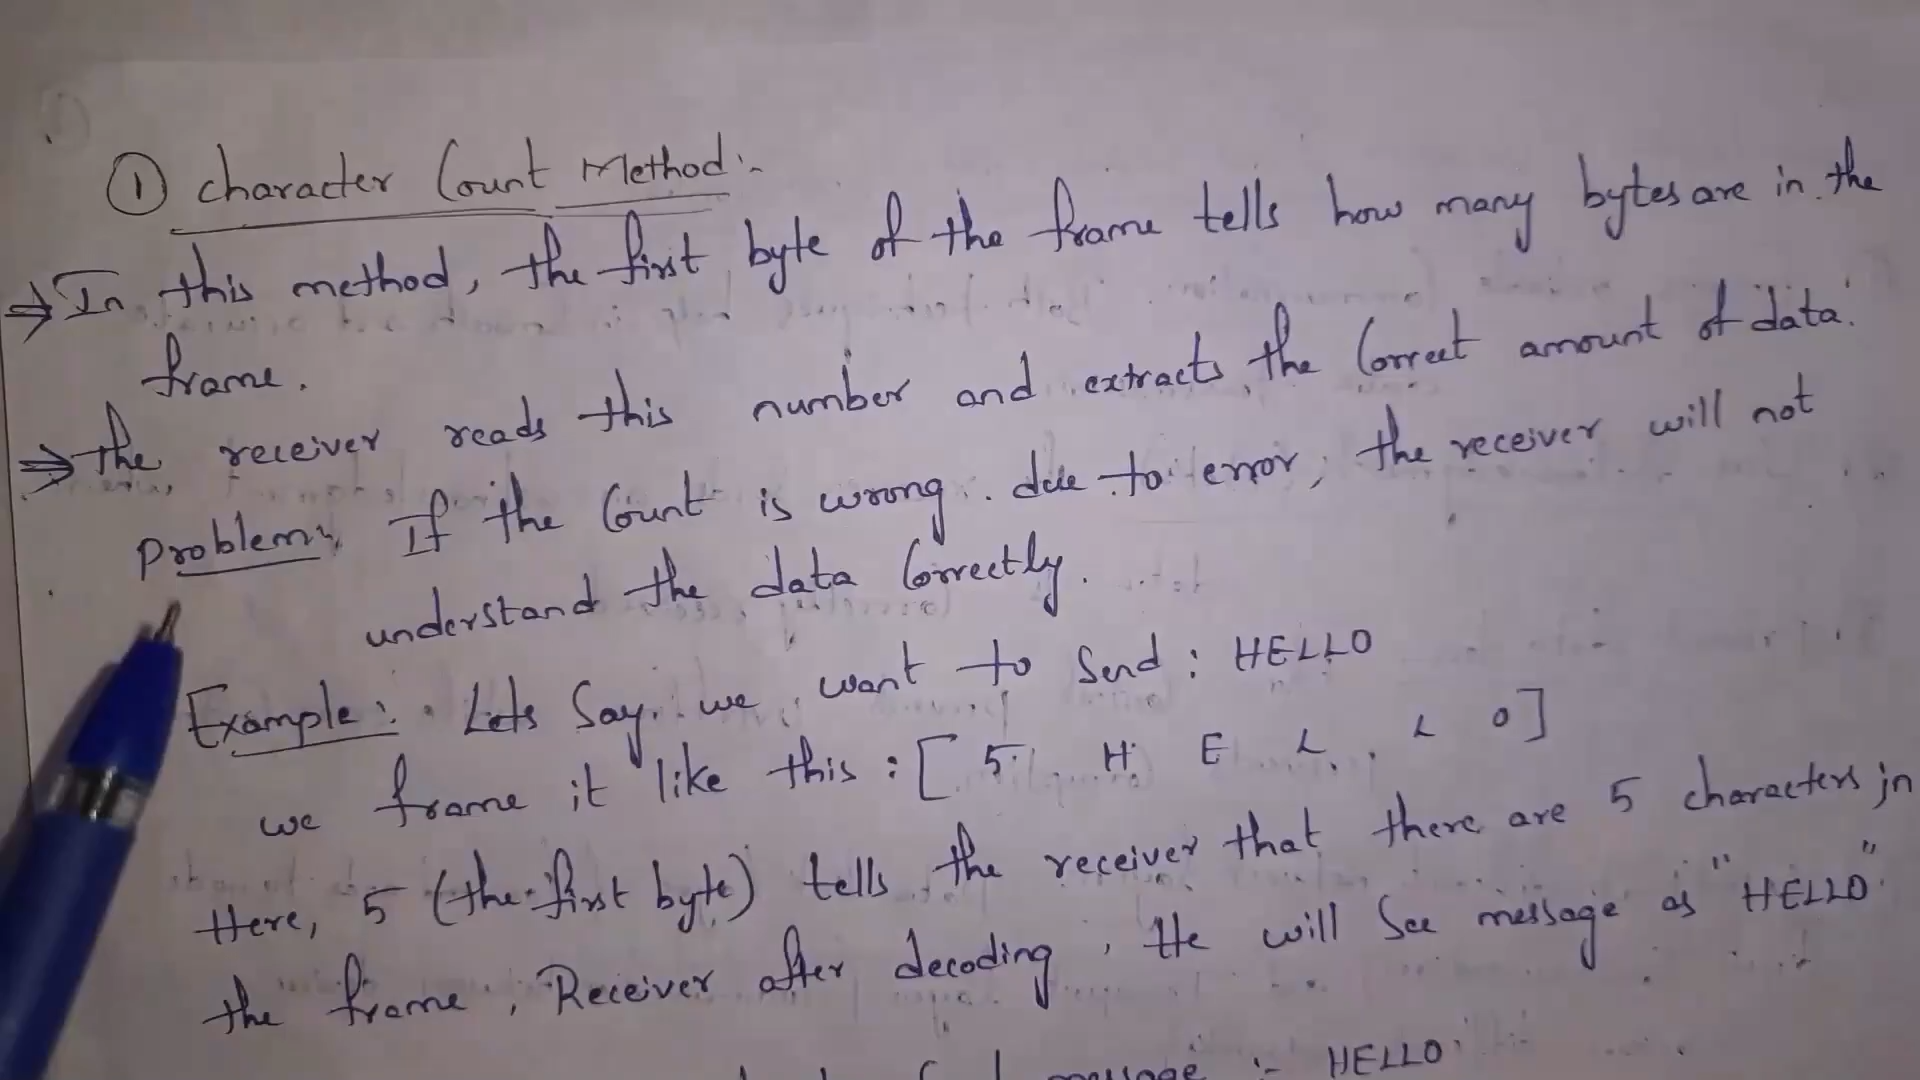 ① Character Count Method :-
⇒ In this method, the first byte of the frame tells how many bytes are in the
frame.
⇒ The receiver reads this number and extracts the Correct amount of data.
Problem :- If the Count is wrong due to error, the receiver will not
understand the data Correctly.
Example :- Lets Say we want to Send : HELLO
we frame it like this : [ 5 H E L L O ]
Here, 5 (the first byte) tells the receiver that there are 5 characters in
the frame, Receiver after decoding, He will See message as "HELLO"
message :- HELLO